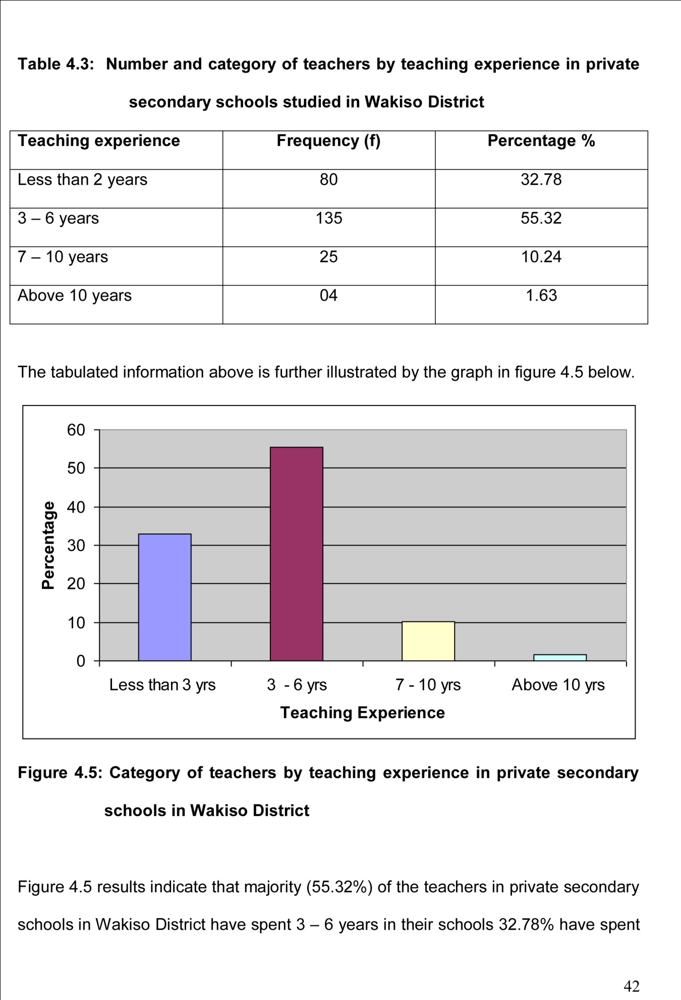 Table 4.3: Number and category of teachers by teaching experience in private
secondary schools studied in Wakiso District
Teaching experience Frequency (f) Percentage %
Less than 2 years 80 32.78
3 – 6 years 135 55.32
7 – 10 years 25 10.24
Above 10 years 04 1.63
The tabulated information above is further illustrated by the graph in figure 4.5 below.
60
50
40
30
20
10
0
Percentage
Less than 3 yrs 3 - 6 yrs 7 - 10 yrs Above 10 yrs
Teaching Experience
Figure 4.5: Category of teachers by teaching experience in private secondary
schools in Wakiso District
Figure 4.5 results indicate that majority (55.32%) of the teachers in private secondary
schools in Wakiso District have spent 3 – 6 years in their schools 32.78% have spent
42